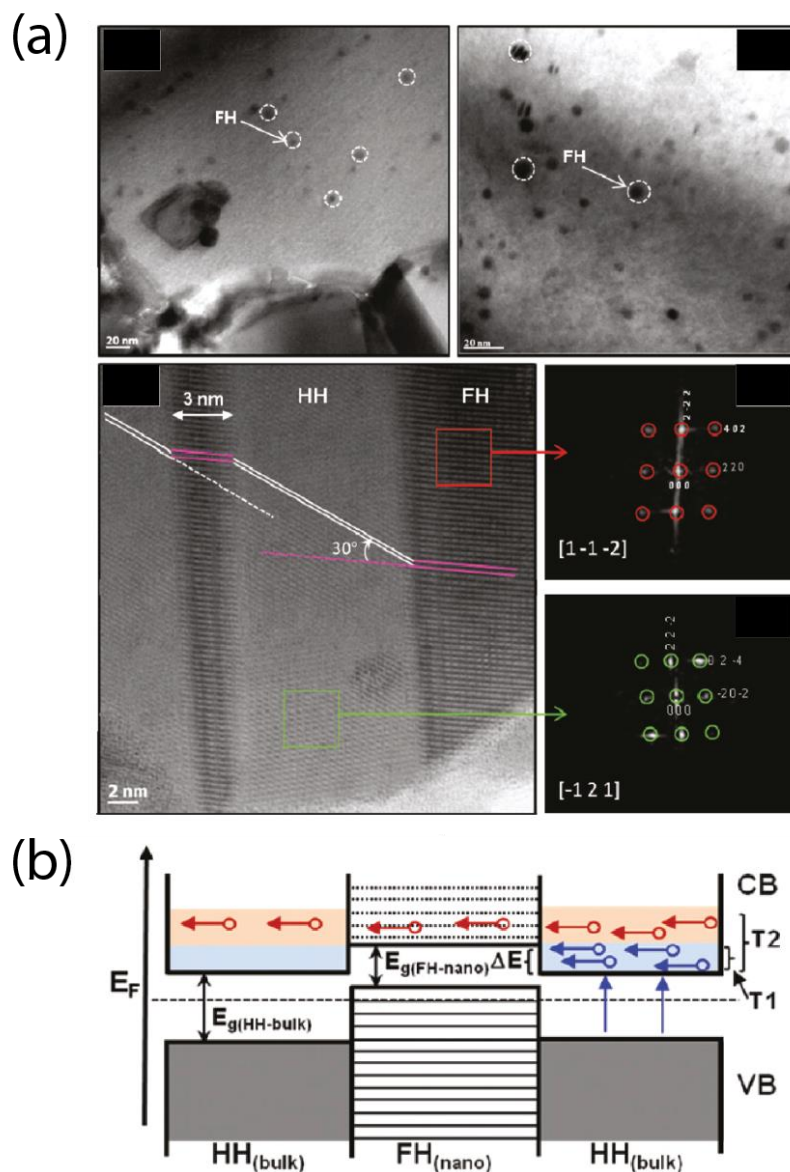 (a)
FH
20 nm
FH
20 nm
3 nm
HH
FH
30°
2 nm
2 -2 2
4 0 2
2 2 0
0 0 0
[1 -1 -2]
2 2 -2
0 2 -4
-2 0 -2
0 0 0
[-1 2 1]
(b)
CB
E_F
E_g(HH-bulk)
E_g(FH-nano)
ΔE
T2
T1
VB
HH(bulk)
FH(nano)
HH(bulk)